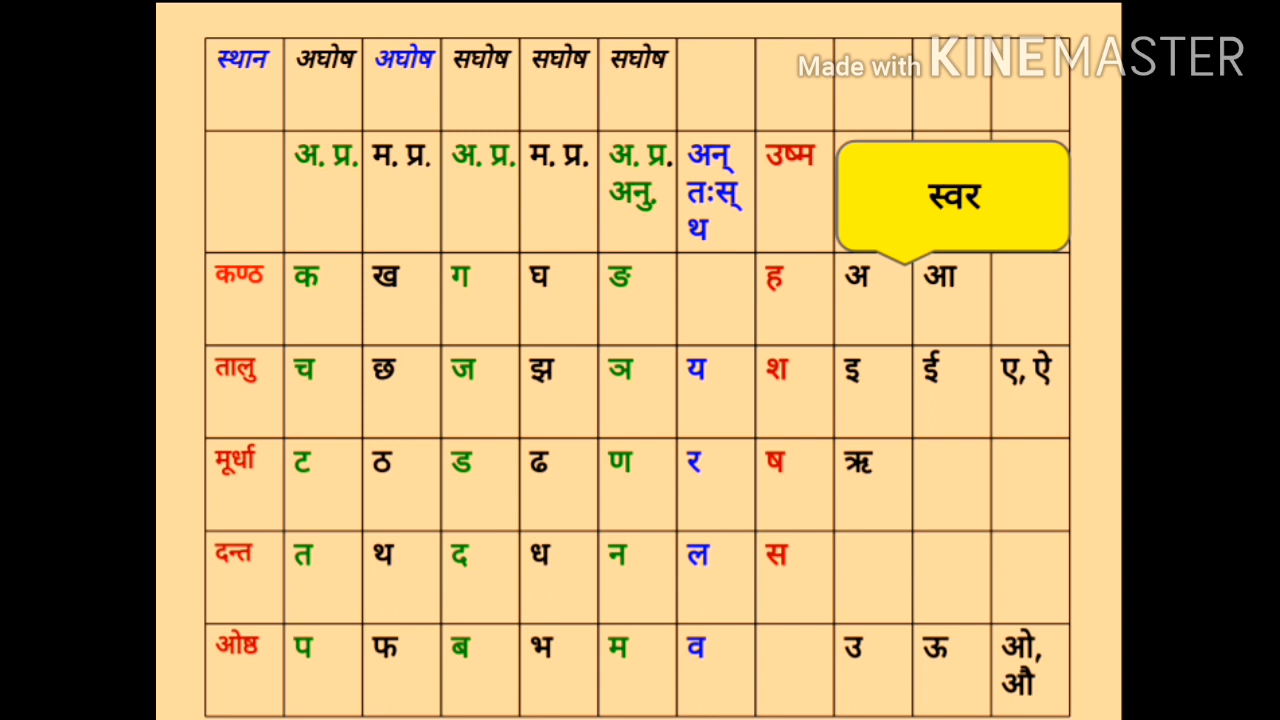 स्थान अघोष अघोष सघोष सघोष सघोष
Made with KINEMASTER
अ. प्र. म. प्र. अ. प्र. म. प्र. अ. प्र. अन् उष्म
अनु. तःस्
थ
स्वर
कण्ठ क ख ग घ ङ ह अ आ
तालु च छ ज झ ञ य श इ ई ए, ऐ
मूर्धा ट ठ ड ढ ण र ष ऋ
दन्त त थ द ध न ल स
ओष्ठ प फ ब भ म व उ ऊ ओ,
औ